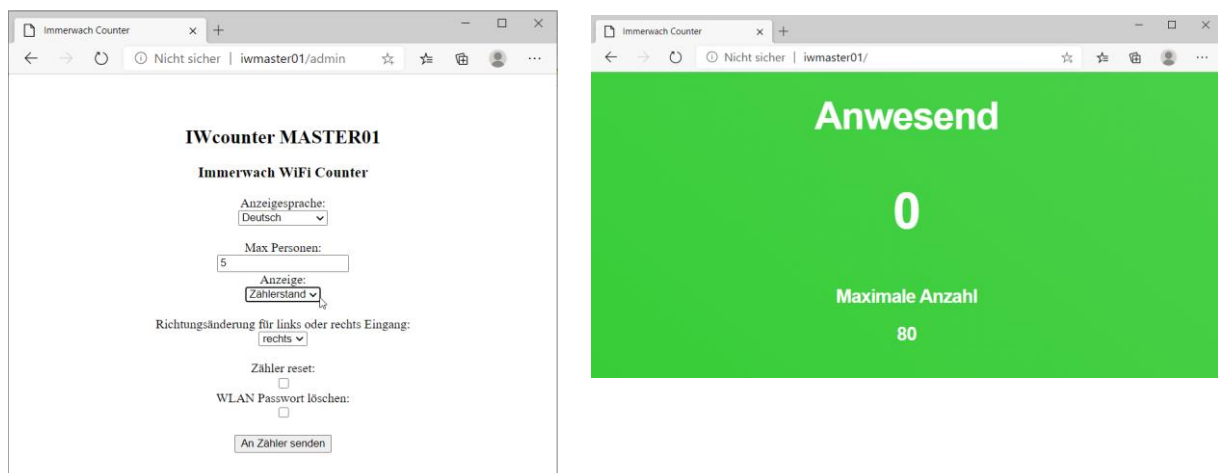 Immerwach Counter
Nicht sicher | iwmaster01/admin
IWcounter MASTER01
Immerwach WiFi Counter
Anzeigesprache:
Deutsch
Max Personen:
5
Anzeige:
Zählerstand
Richtungsänderung für links oder rechts Eingang:
rechts
Zähler reset:
WLAN Passwort löschen:
An Zähler senden
Immerwach Counter
Nicht sicher | iwmaster01/
Anwesend
0
Maximale Anzahl
80